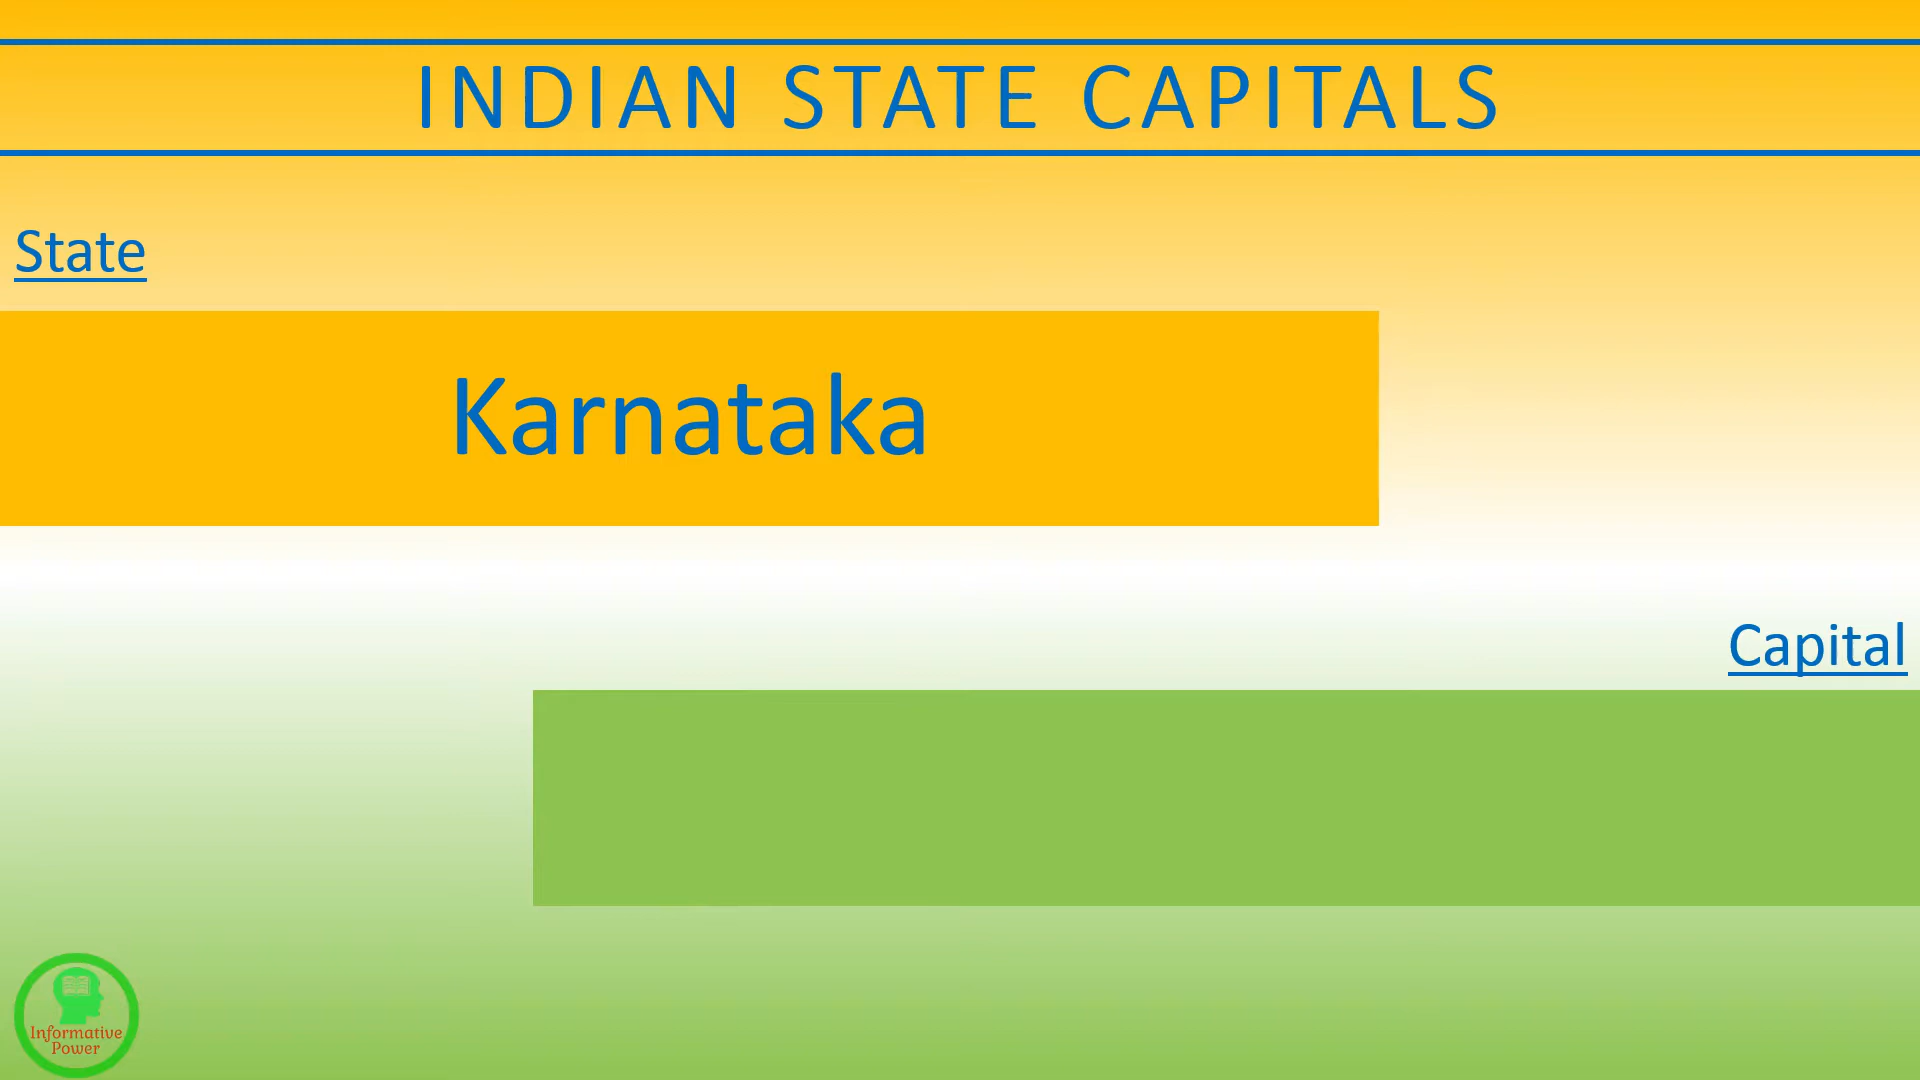 INDIAN STATE CAPITALS
State
Karnataka
Capital
Informative
Power